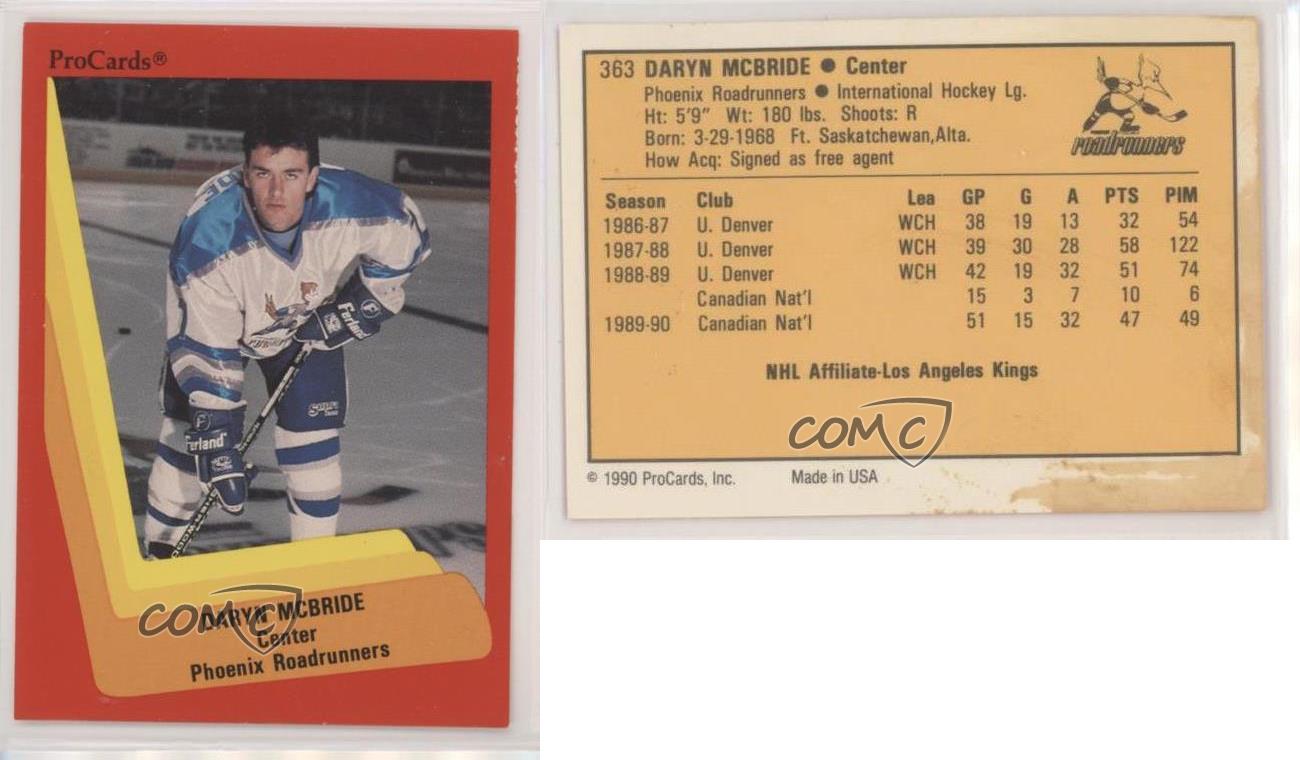 ProCards®
Ferland
Ferland
DARYN MCBRIDE
Center
Phoenix Roadrunners
COMC
363 DARYN MCBRIDE ● Center
Phoenix Roadrunners ● International Hockey Lg.
Ht: 5'9" Wt: 180 lbs. Shoots: R
Born: 3-29-1968 Ft. Saskatchewan,Alta.
How Acq: Signed as free agent
roadrunners
Season Club Lea GP G A PTS PIM
1986-87 U. Denver WCH 38 19 13 32 54
1987-88 U. Denver WCH 39 30 28 58 122
1988-89 U. Denver WCH 42 19 32 51 74
Canadian Nat'l 15 3 7 10 6
1989-90 Canadian Nat'l 51 15 32 47 49
NHL Affiliate-Los Angeles Kings
COMC
© 1990 ProCards, Inc. Made in USA